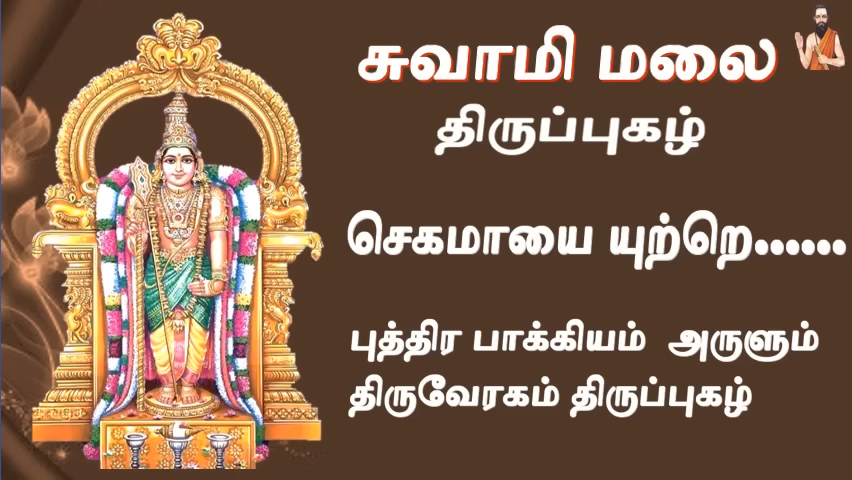 சுவாமி மலை
திருப்புகழ்
செகமாயை யுற்றெ......
புத்திர பாக்கியம் அருளும்
திருவேரகம் திருப்புகழ்